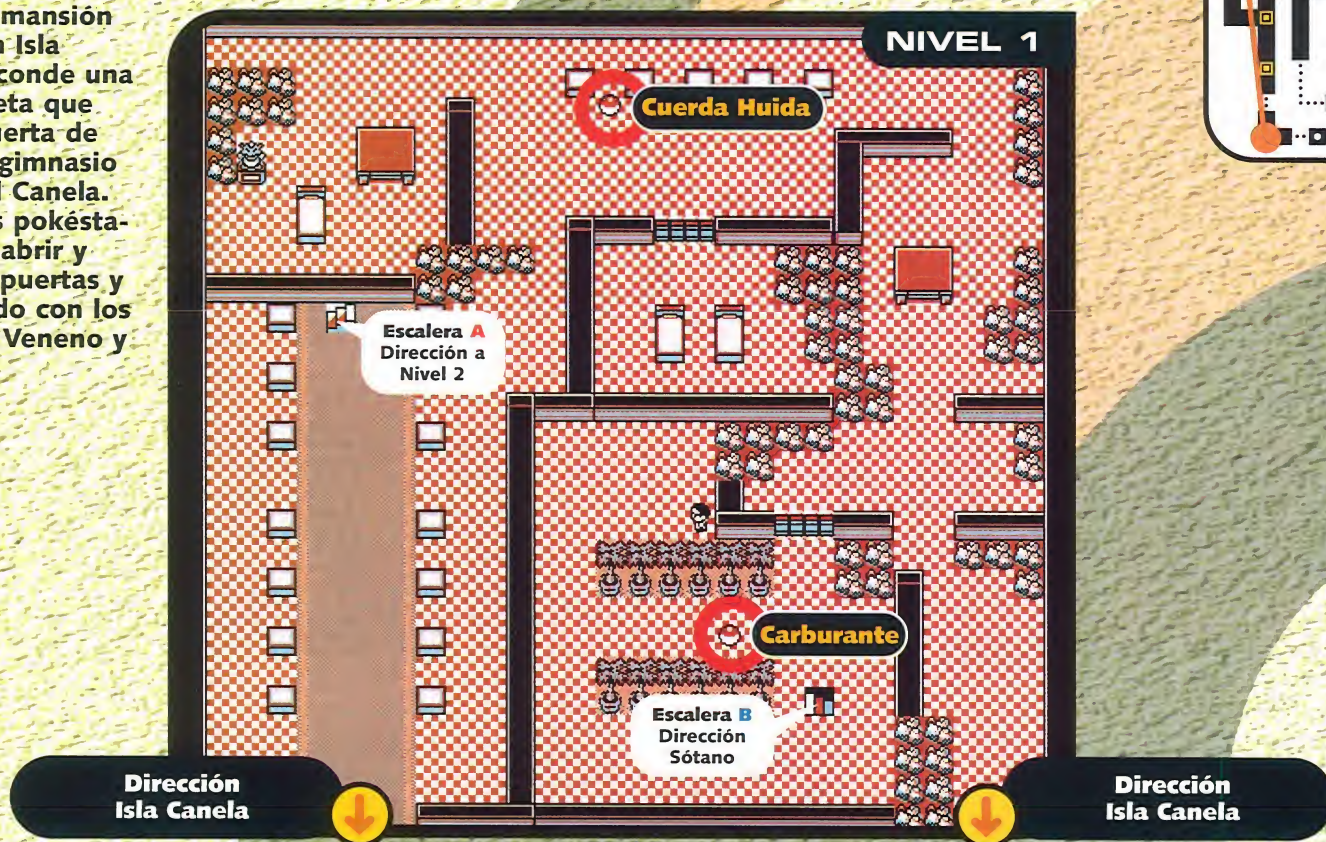 mansión
n Isla
conde una
eta que
uerta de
gimnasio
l Canela.
s pokésta-
abrir y
puertas y
do con los
Veneno y
NIVEL 1
Cuerda Huida
Escalera A
Dirección a
Nivel 2
Carburante
Escalera B
Dirección
Sótano
Dirección
Isla Canela
Dirección
Isla Canela